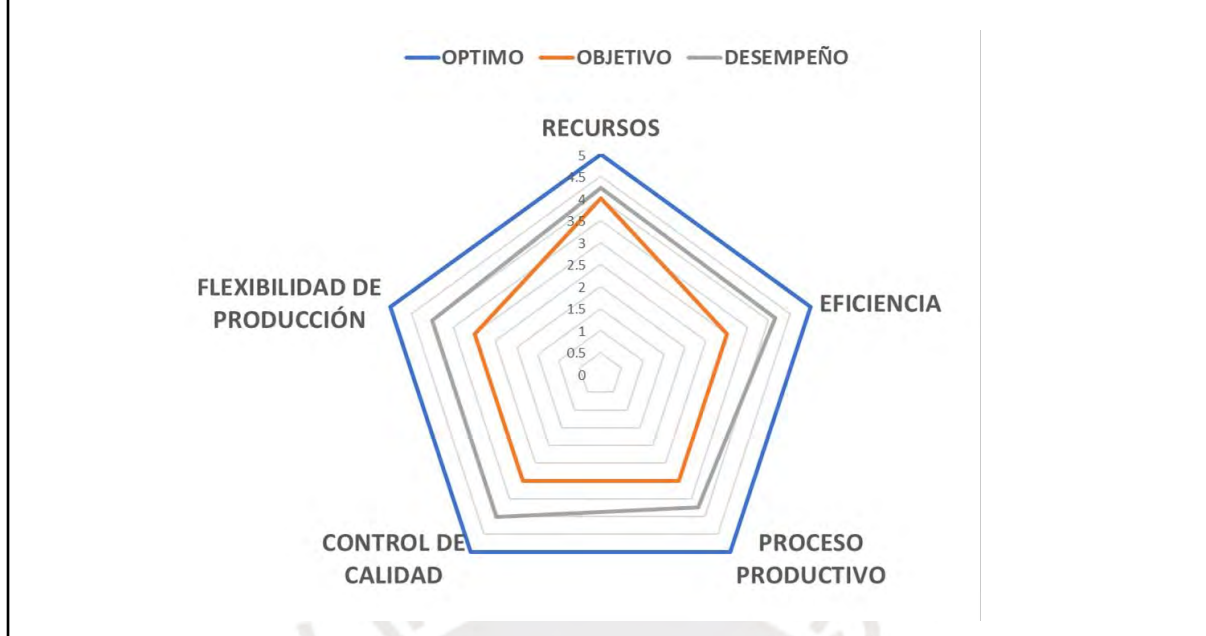 OPTIMO OBJETIVO DESEMPEÑO
RECURSOS
5
4.5
4
3.5
3
2.5
2
1.5
1
0.5
0
FLEXIBILIDAD DE
PRODUCCIÓN
EFICIENCIA
CONTROL DE
CALIDAD
PROCESO
PRODUCTIVO